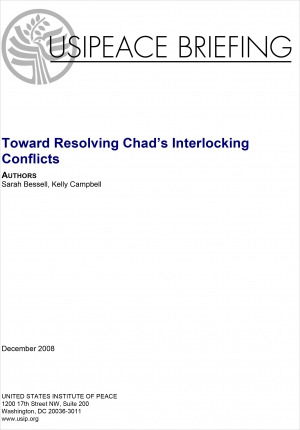 USIPEACE BRIEFING
Toward Resolving Chad's Interlocking
Conflicts
AUTHORS
Sarah Bessell, Kelly Campbell
December 2008
UNITED STATES INSTITUTE OF PEACE
1200 17th Street NW, Suite 200
Washington, DC 20036-3011
www.usip.org